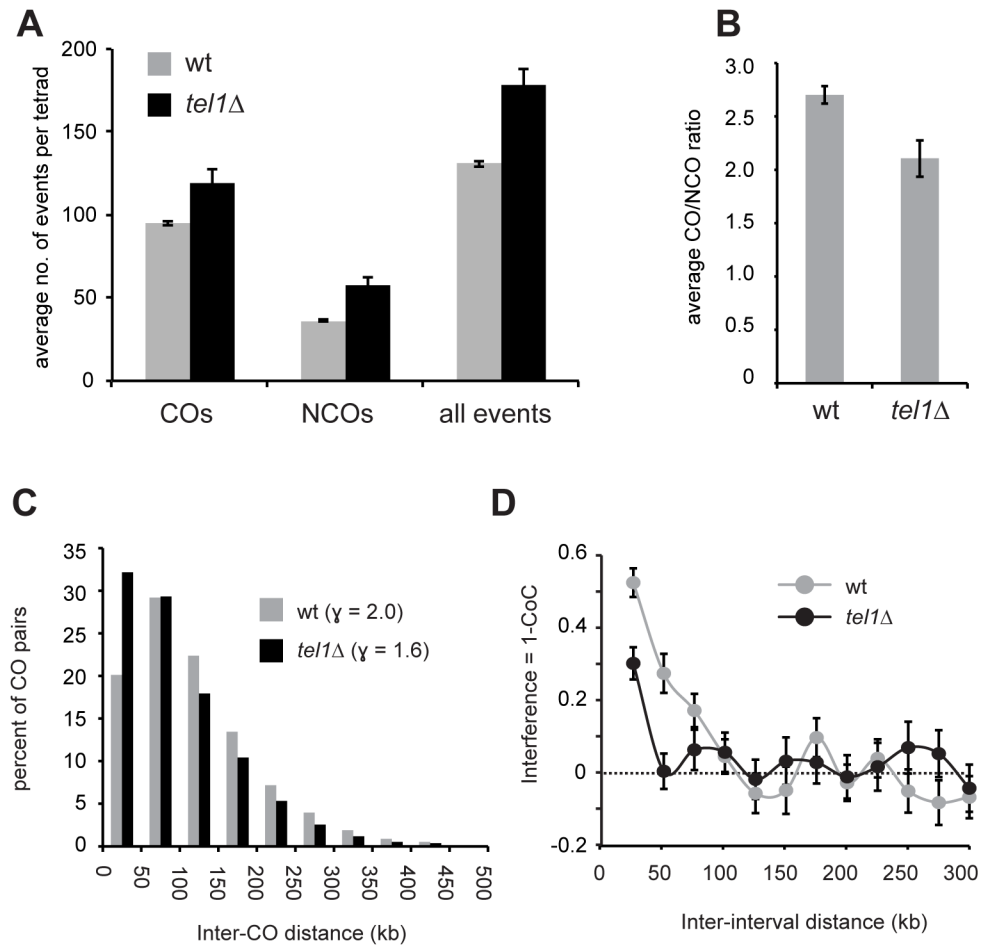 A
average no. of events per tetrad
200
150
100
50
0
wt
tel1Δ
COs
NCOs
all events
B
average CO/NCO ratio
3.0
2.5
2.0
1.5
1.0
0.5
0
wt
tel1Δ
C
percent of CO pairs
35
30
25
20
15
10
5
0
wt (ɣ = 2.0)
tel1Δ (ɣ = 1.6)
0
50
100
150
200
250
300
350
400
450
500
Inter-CO distance (kb)
D
Interference = 1-CoC
0.6
0.4
0.2
0
-0.2
wt
tel1Δ
0
50
100
150
200
250
300
Inter-interval distance (kb)